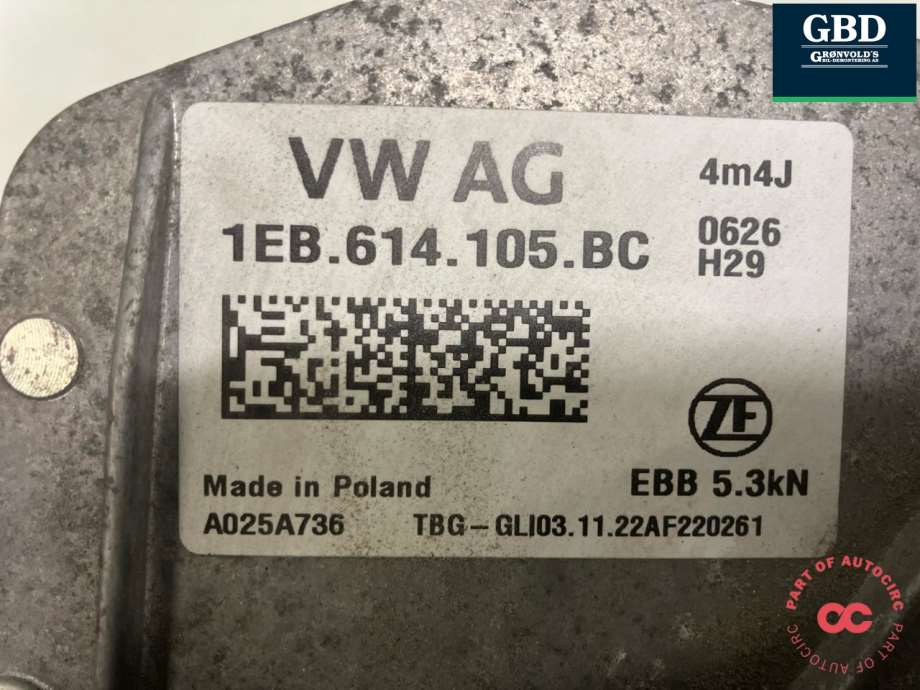 GBD
GRØNVOLD'S
BIL-DEMONTERING AS
VW AG
4m4J
1EB.614.105.BC
0626
H29
ZF
Made in Poland
EBB 5.3kN
A025A736
TBG-GLI03.11.22AF220261
PART OF AUTOCIRC
PART OF AUTOCIRC